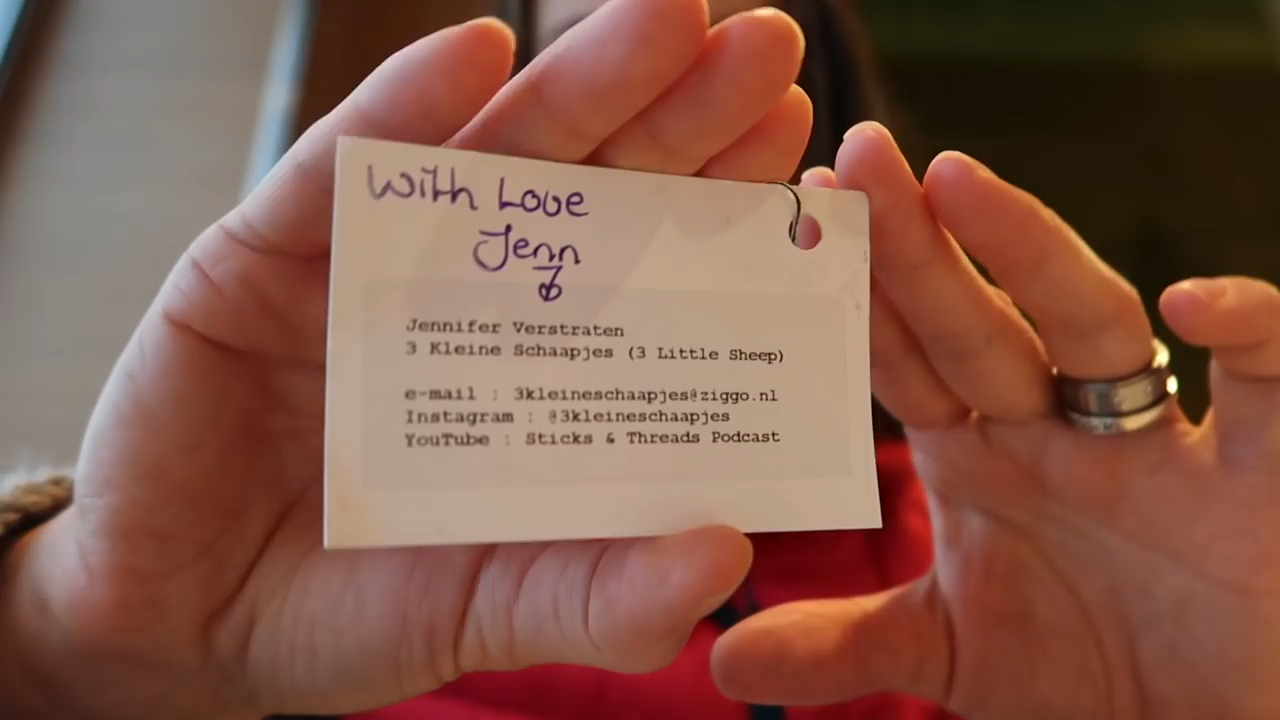 With Love
Jenn
Jennifer Verstraten
3 Kleine Schaapjes (3 Little Sheep)
e-mail : 3kleineschaapjes@ziggo.nl
Instagram : @3kleineschaapjes
YouTube : Sticks & Threads Podcast